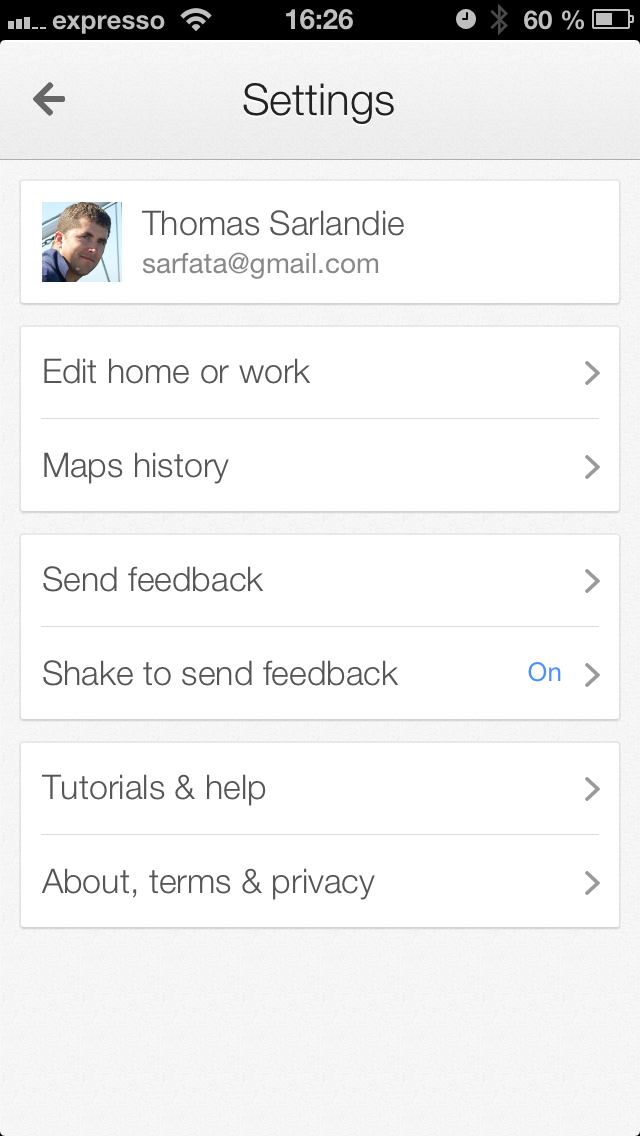 expresso 16:26 60 %
Settings
Thomas Sarlandie
sarfata@gmail.com
Edit home or work
Maps history
Send feedback
Shake to send feedback On
Tutorials & help
About, terms & privacy